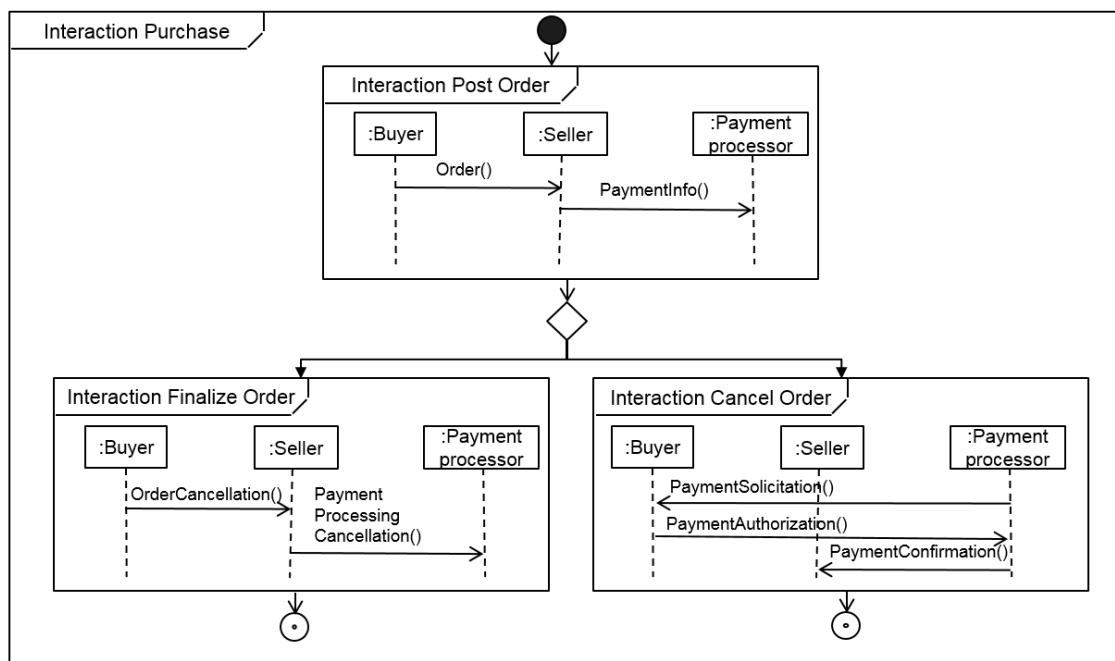 Interaction Purchase
Interaction Post Order
:Buyer
:Seller
:Payment
processor
Order()
PaymentInfo()
Interaction Finalize Order
:Buyer
:Seller
:Payment
processor
OrderCancellation()
Payment
Processing
Cancellation()
Interaction Cancel Order
:Buyer
:Seller
:Payment
processor
PaymentSolicitation()
PaymentAuthorization()
PaymentConfirmation()